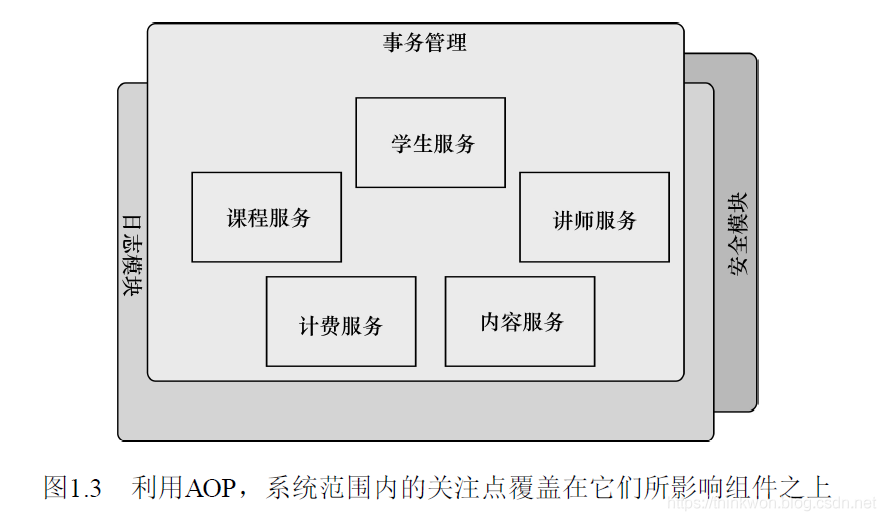 事务管理
学生服务
课程服务
讲师服务
日志模块
安全模块
计费服务
内容服务
图1.3 利用AOP，系统范围内的关注点覆盖在它们所影响组件之上
https://thinkwon.blog.csdn.net